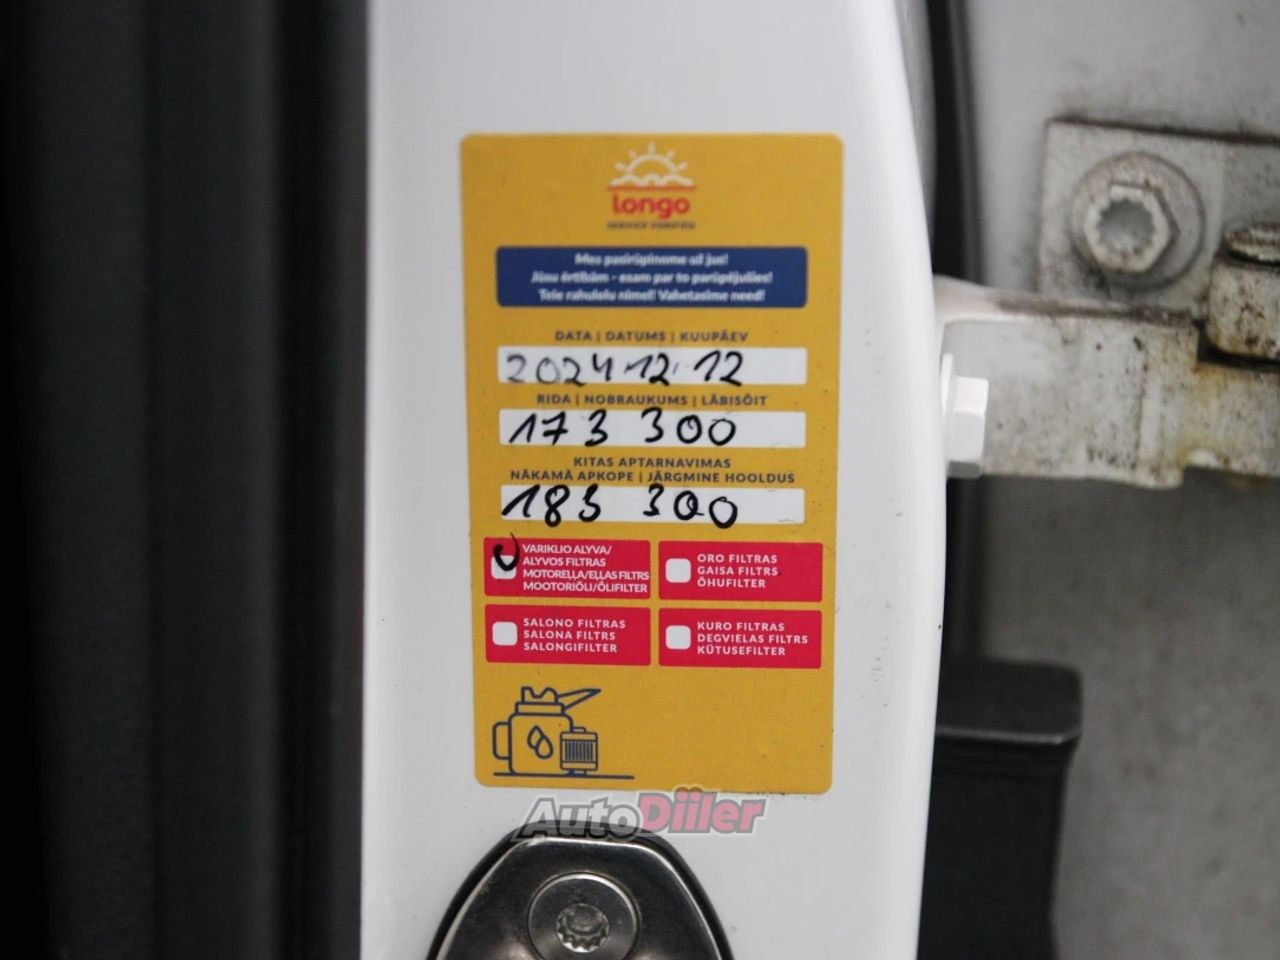 longo
Mes pasirūpinome už jus!
Jūsu ērtībām - esam par to parūpējušies!
Teie rahulolu nimel! Vahetasime need!
DATA | DATUMS | KUUPÄEV
2024.12.12
RIDA | NOBRAUKUMS | LÄBISÕIT
173 300
KITAS APTARNAVIMAS
NĀKAMĀ APKOPE | JÄRGMINE HOOLDUS
183 300
VARIKLIO ALYVA/
ALYVOS FILTRAS
MOTOREĻĻA/EĻĻAS FILTRS
MOOTORIÕLI/ÕLIFILTER
ORO FILTRAS
GAISA FILTRS
ÕHUFILTER
SALONO FILTRAS
SALONA FILTRS
SALONGIFILTER
KURO FILTRAS
DEGVIELAS FILTRS
KÜTUSEFILTER
AutoDiiler